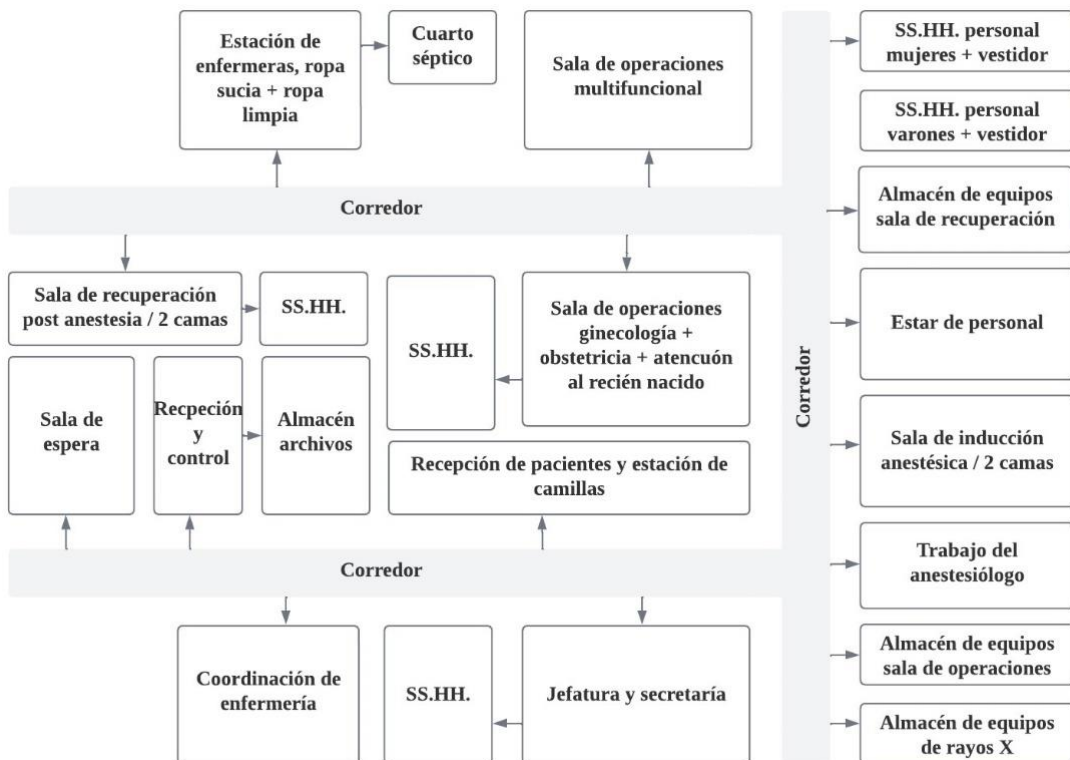 Estación de
enfermeras, ropa
sucia + ropa
limpia
Cuarto
séptico
Sala de operaciones
multifuncional
SS.HH. personal
mujeres + vestidor
SS.HH. personal
varones + vestidor
Corredor
Almacén de equipos
sala de recuperación
Sala de recuperación
post anestesia / 2 camas
SS.HH.
SS.HH.
Sala de operaciones
ginecología +
obstetricia + atencuón
al recién nacido
Estar de personal
Corredor
Sala de
espera
Recpeción
y
control
Almacén
archivos
Recepción de pacientes y estación de
camillas
Sala de inducción
anestésica / 2 camas
Corredor
Trabajo del
anestesiólogo
Coordinación de
enfermería
SS.HH.
Jefatura y secretaría
Almacén de equipos
sala de operaciones
Almacén de equipos
de rayos X